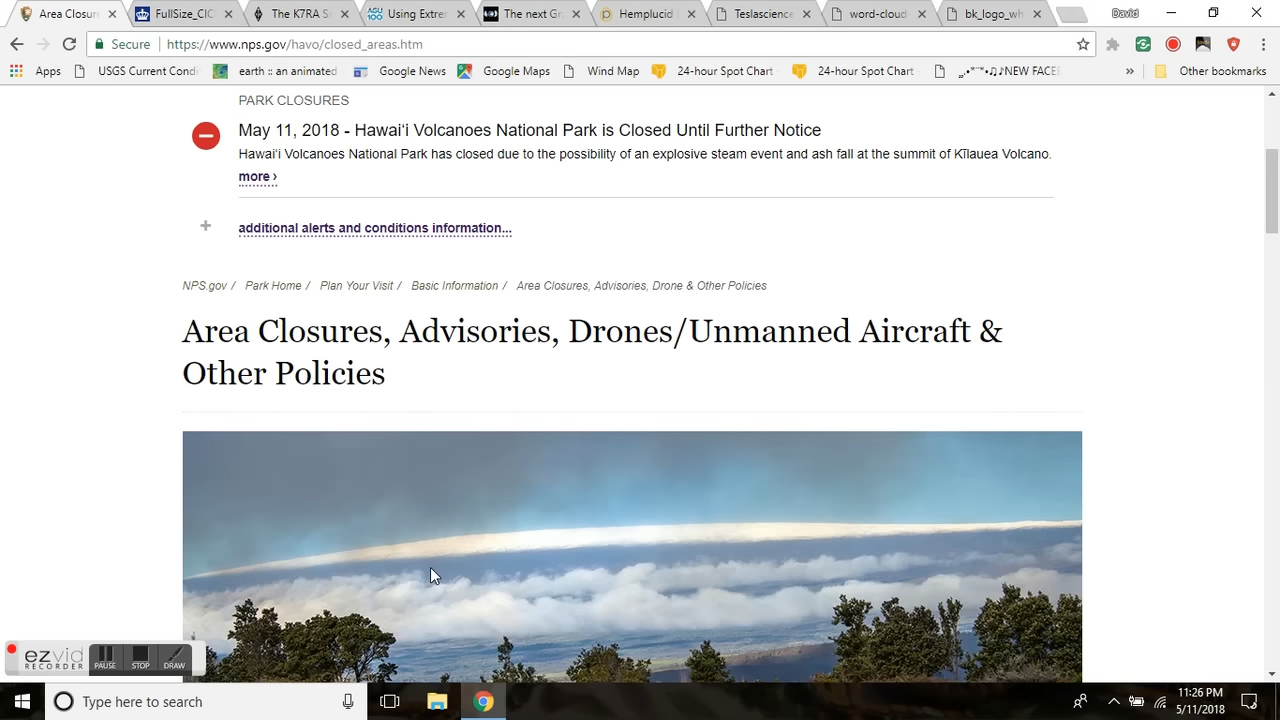 Area Closure
FullSize_CIC
The K7RA S
AGU 100
Using Extrer
The next Gr
Hemplucid
Teslascience
word-cloud-
bk_logo_wh
David
Secure
https://www.nps.gov/havo/closed_areas.htm
Apps
USGS Current Condi
earth :: an animated
Google News
Google Maps
Wind Map
24-hour Spot Chart
24-hour Spot Chart
»
Other bookmarks
PARK CLOSURES
May 11, 2018 - Hawaiʻi Volcanoes National Park is Closed Until Further Notice
Hawaiʻi Volcanoes National Park has closed due to the possibility of an explosive steam event and ash fall at the summit of Kīlauea Volcano.
more ›
additional alerts and conditions information...
NPS.gov / Park Home / Plan Your Visit / Basic Information / Area Closures, Advisories, Drone & Other Policies
Area Closures, Advisories, Drones/Unmanned Aircraft &
Other Policies
ezvid
RECORDER
PAUSE
STOP
DRAW
Type here to search
11:26 PM
5/11/2018